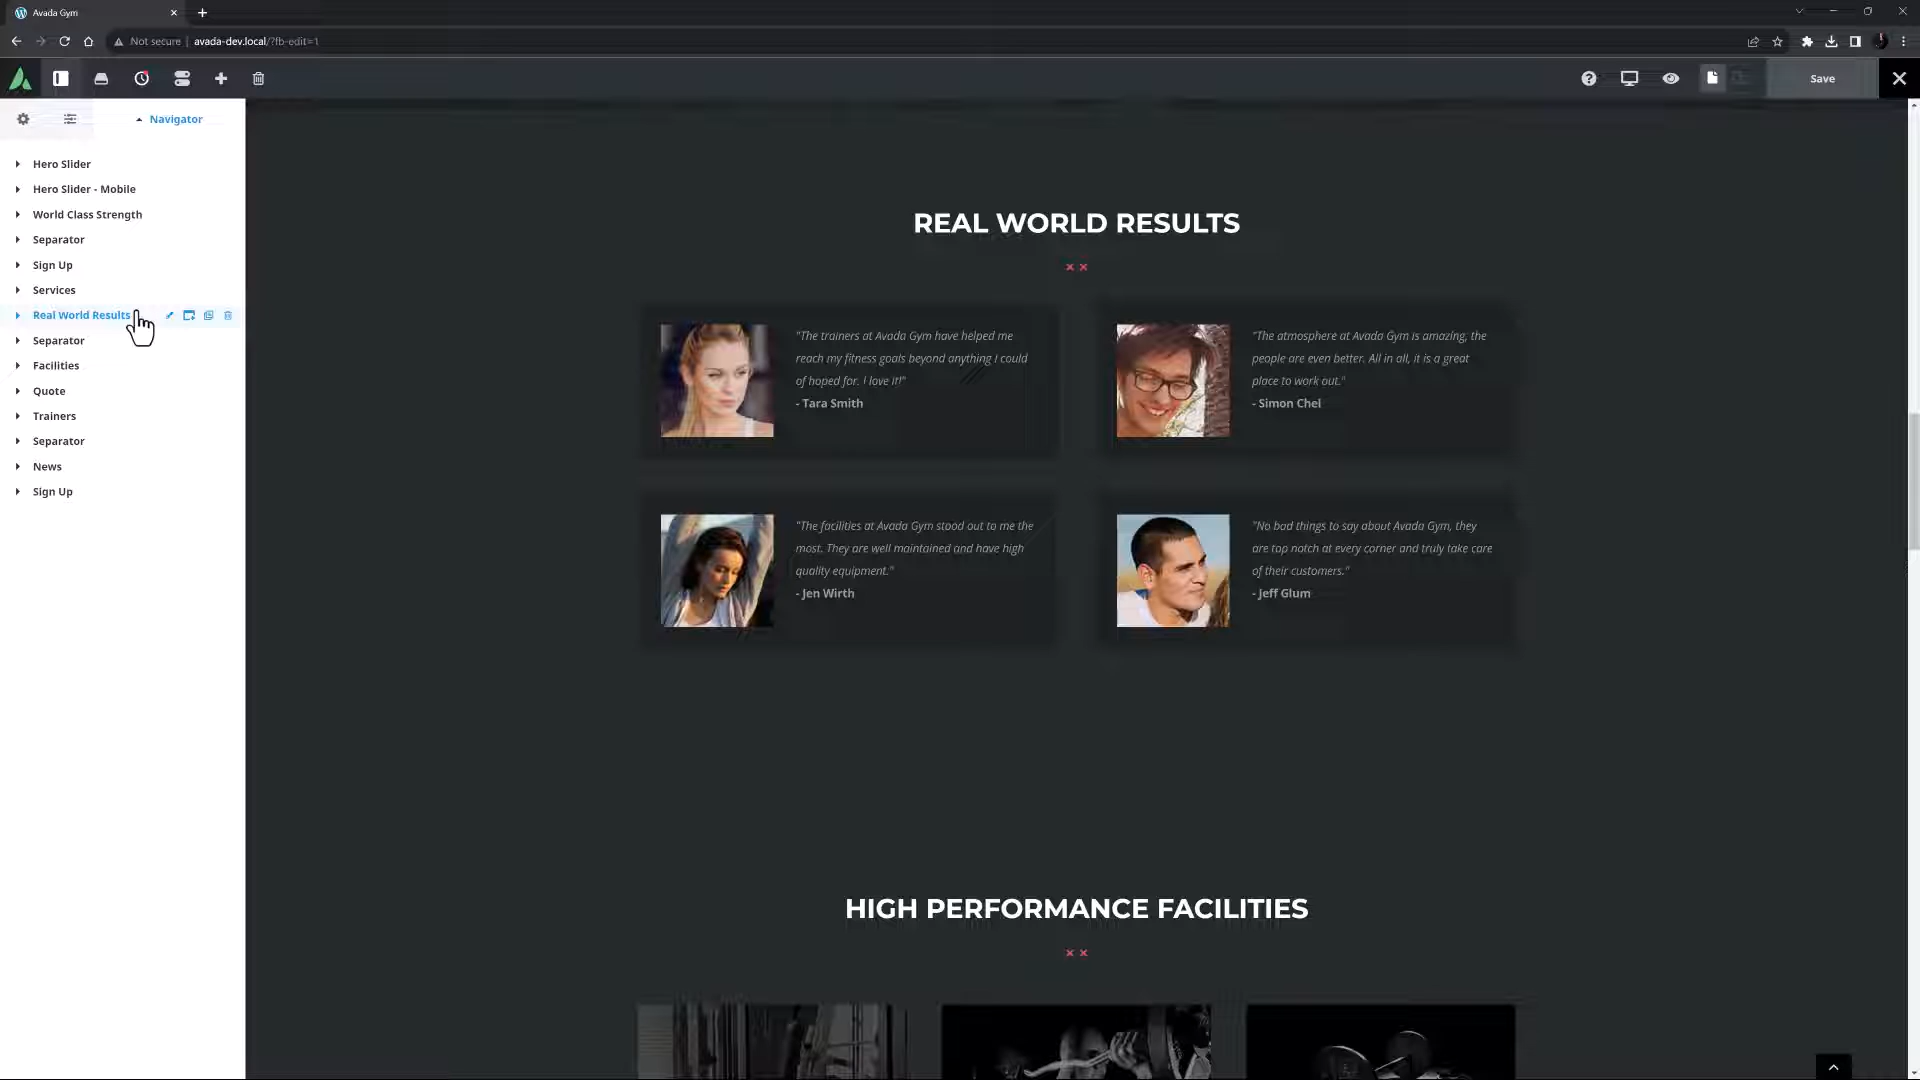 Avada Gym
Not secure
avada-dev.local/?fb-edit=1
Save
Navigator
Hero Slider
Hero Slider - Mobile
World Class Strength
Separator
Sign Up
Services
Real World Results
Separator
Facilities
Quote
Trainers
Separator
News
Sign Up
REAL WORLD RESULTS
"The trainers at Avada Gym have helped me
reach my fitness goals beyond anything I could
of hoped for. I love it!"
- Tara Smith
"The atmosphere at Avada Gym is amazing, the
people are even better. All in all, it is a great
place to work out."
- Simon Chel
"The facilities at Avada Gym stood out to me the
most. They are well maintained and have high
quality equipment."
- Jen Wirth
"No bad things to say about Avada Gym, they
are top notch at every corner and truly take care
of their customers."
- Jeff Glum
HIGH PERFORMANCE FACILITIES